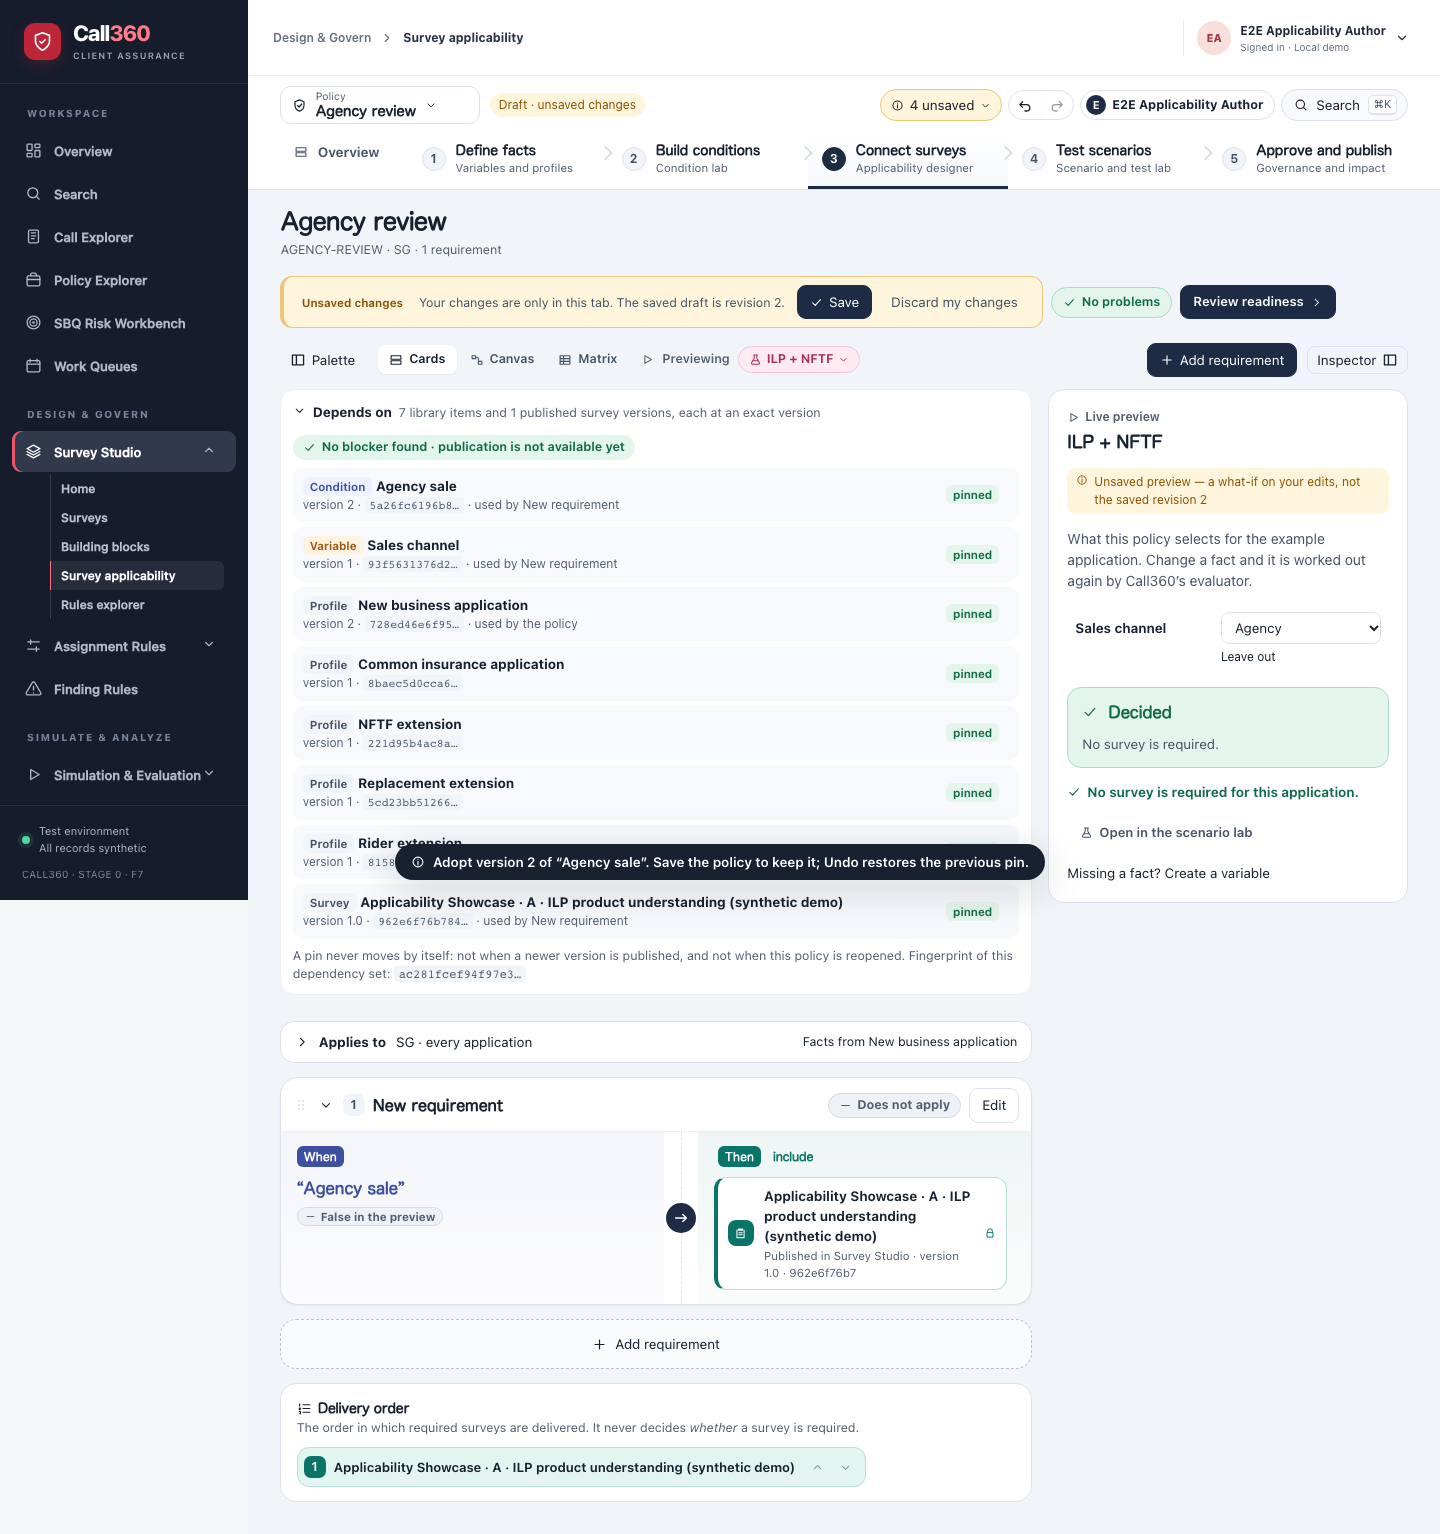 Call360
CLIENT ASSURANCE
WORKSPACE
Overview
Search
Call Explorer
Policy Explorer
SBQ Risk Workbench
Work Queues
DESIGN & GOVERN
Survey Studio
Home
Surveys
Building blocks
Survey applicability
Rules explorer
Assignment Rules
Finding Rules
SIMULATE & ANALYZE
Simulation & Evaluation
Test environment
All records synthetic
CALL360 · STAGE 0 · F7
Design & Govern
Survey applicability
EA
E2E Applicability Author
Signed in · Local demo
Policy
Agency review
Draft · unsaved changes
4 unsaved
E
E2E Applicability Author
Search
⌘K
Overview
1
Define facts
Variables and profiles
2
Build conditions
Condition lab
3
Connect surveys
Applicability designer
4
Test scenarios
Scenario and test lab
5
Approve and publish
Governance and impact
Agency review
AGENCY-REVIEW · SG · 1 requirement
Unsaved changes
Your changes are only in this tab. The saved draft is revision 2.
Save
Discard my changes
No problems
Review readiness
Palette
Cards
Canvas
Matrix
Previewing
ILP + NFTF
Add requirement
Inspector
Depends on 7 library items and 1 published survey versions, each at an exact version
No blocker found · publication is not available yet
Condition Agency sale
version 2 · 5a26fc6196b8… · used by New requirement
pinned
Variable Sales channel
version 1 · 93f5631376d2… · used by New requirement
pinned
Profile New business application
version 2 · 728ed46e6f95… · used by the policy
pinned
Profile Common insurance application
version 1 · 8baec5d0cca6…
pinned
Profile NFTF extension
version 1 · 221d95b4ac8a…
pinned
Profile Replacement extension
version 1 · 5cd23bb51266…
pinned
Profile Rider extension
version 1 · 8158
Adopt version 2 of “Agency sale”. Save the policy to keep it; Undo restores the previous pin.
Survey Applicability Showcase · A · ILP product understanding (synthetic demo)
version 1.0 · 962e6f76b784… · used by New requirement
pinned
A pin never moves by itself: not when a newer version is published, and not when this policy is reopened. Fingerprint of this
dependency set: ac281fcef94f97e3…
Applies to SG · every application
Facts from New business application
1
New requirement
Does not apply
Edit
When
“Agency sale”
False in the preview
Then include
Applicability Showcase · A · ILP
product understanding
(synthetic demo)
Published in Survey Studio · version
1.0 · 962e6f76b7
Add requirement
Delivery order
The order in which required surveys are delivered. It never decides whether a survey is required.
1
Applicability Showcase · A · ILP product understanding (synthetic demo)
Live preview
ILP + NFTF
Unsaved preview — a what-if on your edits, not
the saved revision 2
What this policy selects for the example
application. Change a fact and it is worked out
again by Call360’s evaluator.
Sales channel
Agency
Leave out
Decided
No survey is required.
No survey is required for this application.
Open in the scenario lab
Missing a fact? Create a variable